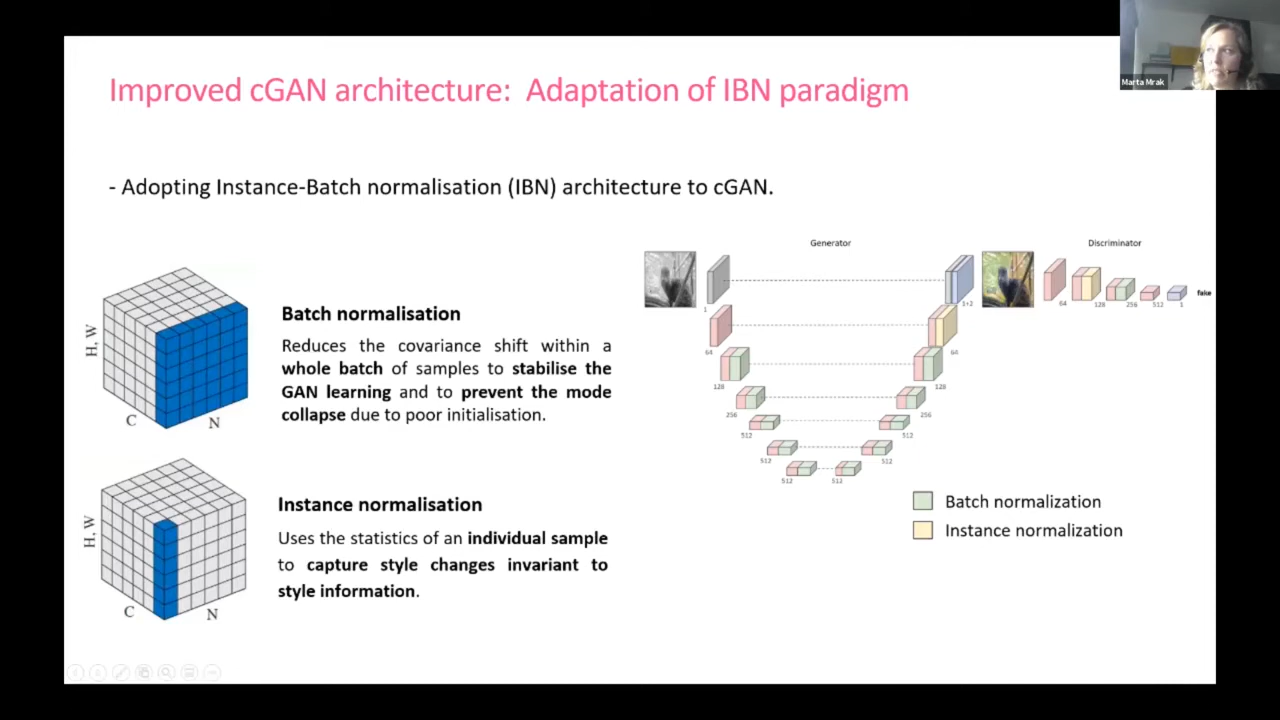 Marta Mrak
Improved cGAN architecture: Adaptation of IBN paradigm
- Adopting Instance-Batch normalisation (IBN) architecture to cGAN.
H, W
C
N
Batch normalisation
Reduces the covariance shift within a
whole batch of samples to stabilise the
GAN learning and to prevent the mode
collapse due to poor initialisation.
H, W
C
N
Instance normalisation
Uses the statistics of an individual sample
to capture style changes invariant to
style information.
Generator
Discriminator
1
1+2
64
128
256
512
1
fake
64
64
128
128
256
256
512
512
512
512
512
512
Batch normalization
Instance normalization